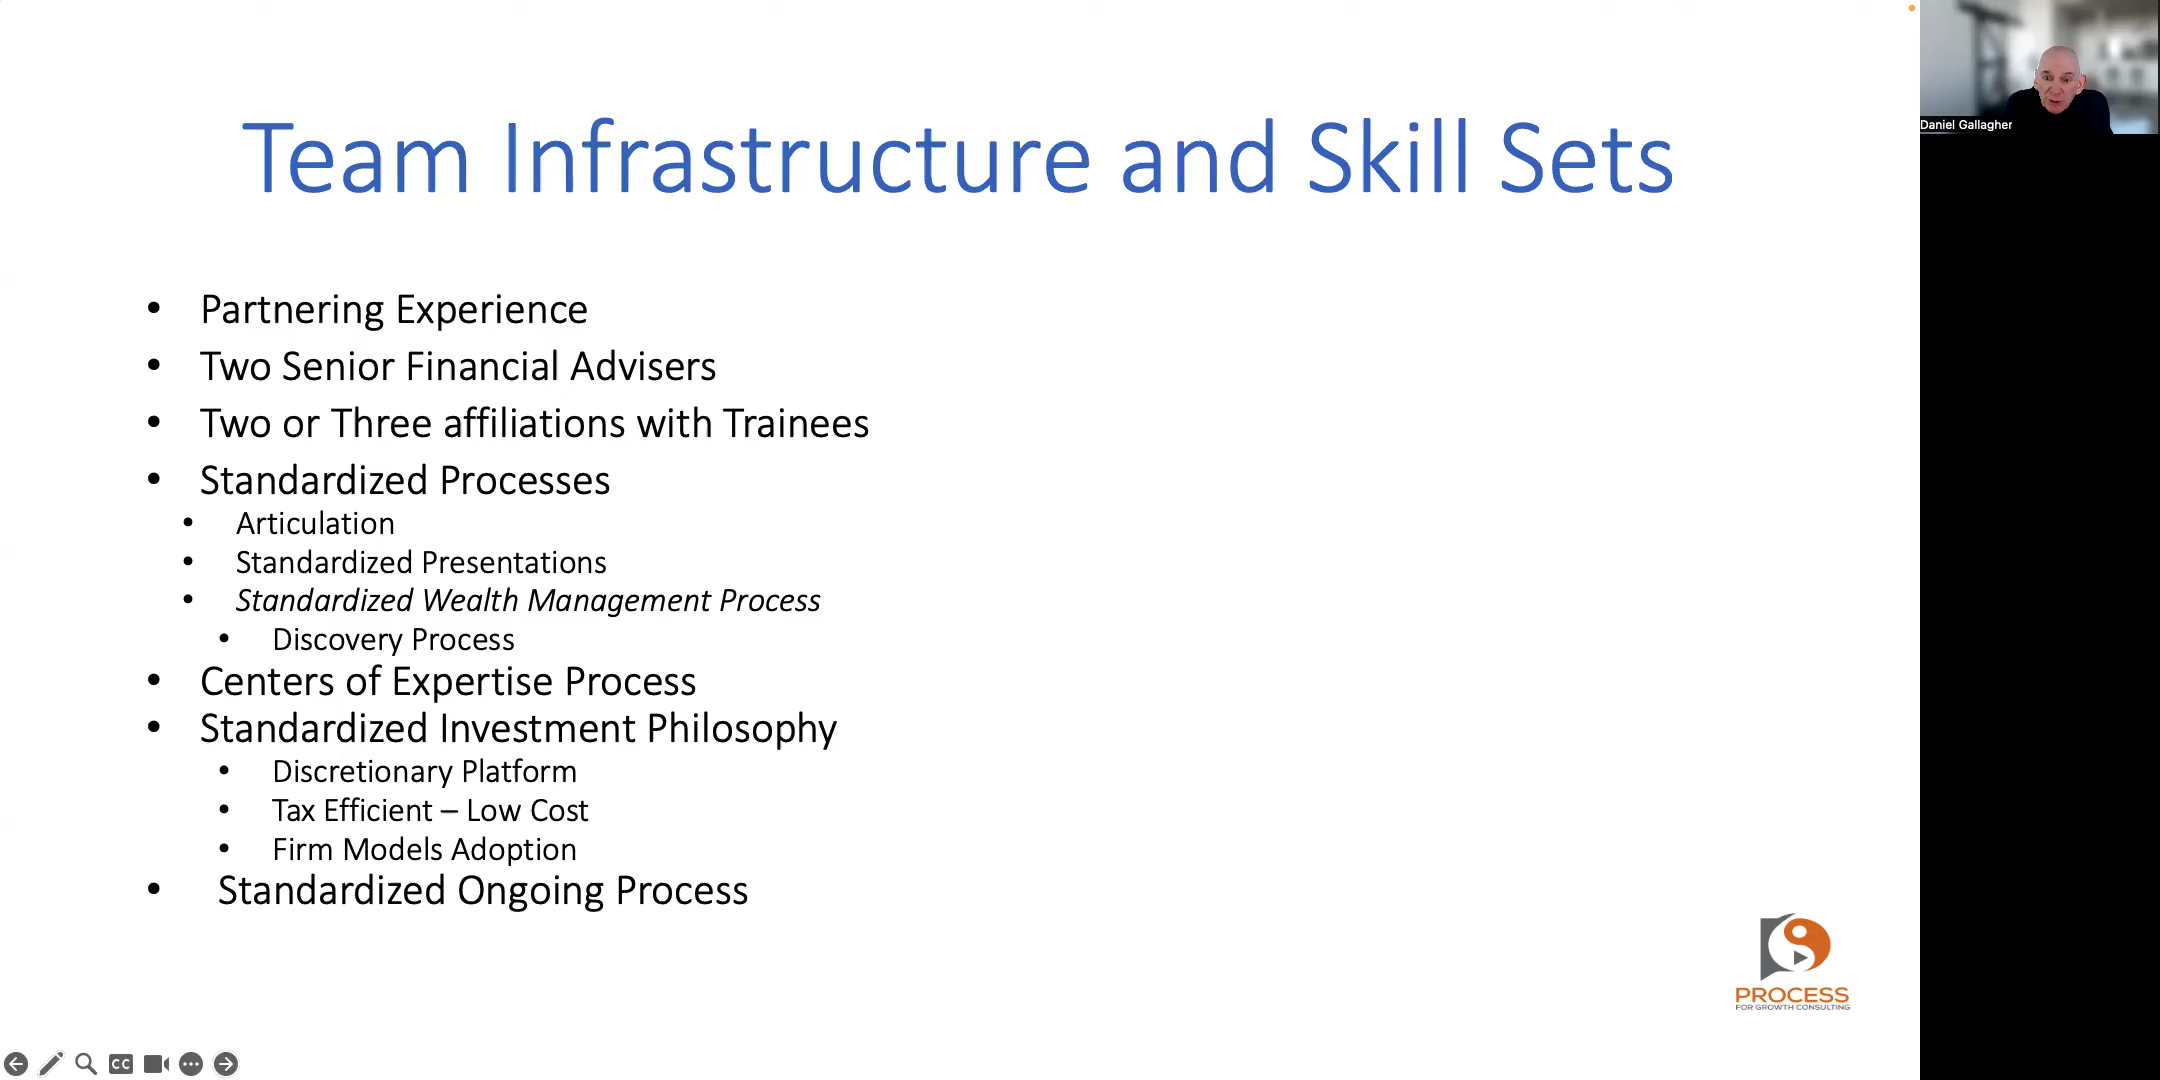 Team Infrastructure and Skill Sets
Daniel Gallagher
• Partnering Experience
• Two Senior Financial Advisers
• Two or Three affiliations with Trainees
• Standardized Processes
• Articulation
• Standardized Presentations
• Standardized Wealth Management Process
• Discovery Process
• Centers of Expertise Process
• Standardized Investment Philosophy
• Discretionary Platform
• Tax Efficient – Low Cost
• Firm Models Adoption
• Standardized Ongoing Process
PROCESS
FOR GROWTH CONSULTING
CC